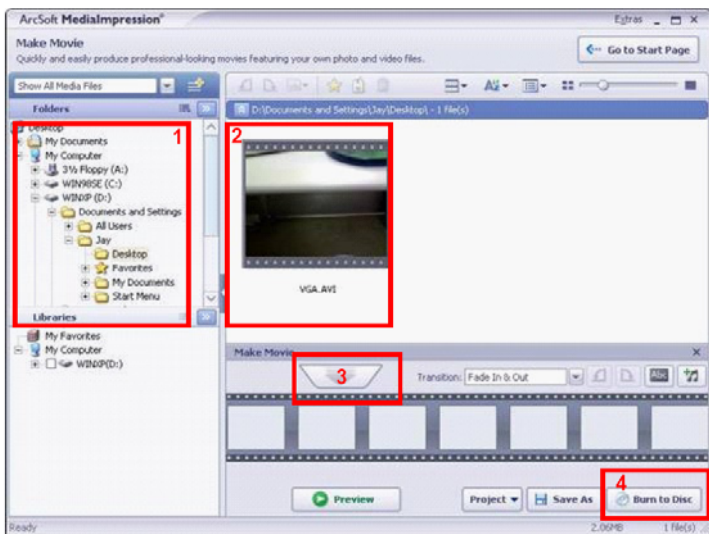 ArcSoft MediaImpression®
Extras
Make Movie
Quickly and easily produce professional-looking movies featuring your own photo and video files.
Go to Start Page
Show All Media Files
Folders
D:\Documents and Settings\Jay\Desktop\ - 1 file(s)
1
2
Desktop
My Documents
My Computer
3½ Floppy (A:)
WIN98SE (C:)
WINXP (D:)
Documents and Settings
All Users
Jay
Desktop
Favorites
My Documents
Start Menu
VGA.AVI
Libraries
My Favorites
My Computer
WINXP(D:)
Make Movie
3
Transition: Fade In & Out
Abc
4
Preview
Project
Save As
Burn to Disc
Ready
2.06MB
1 file(s)